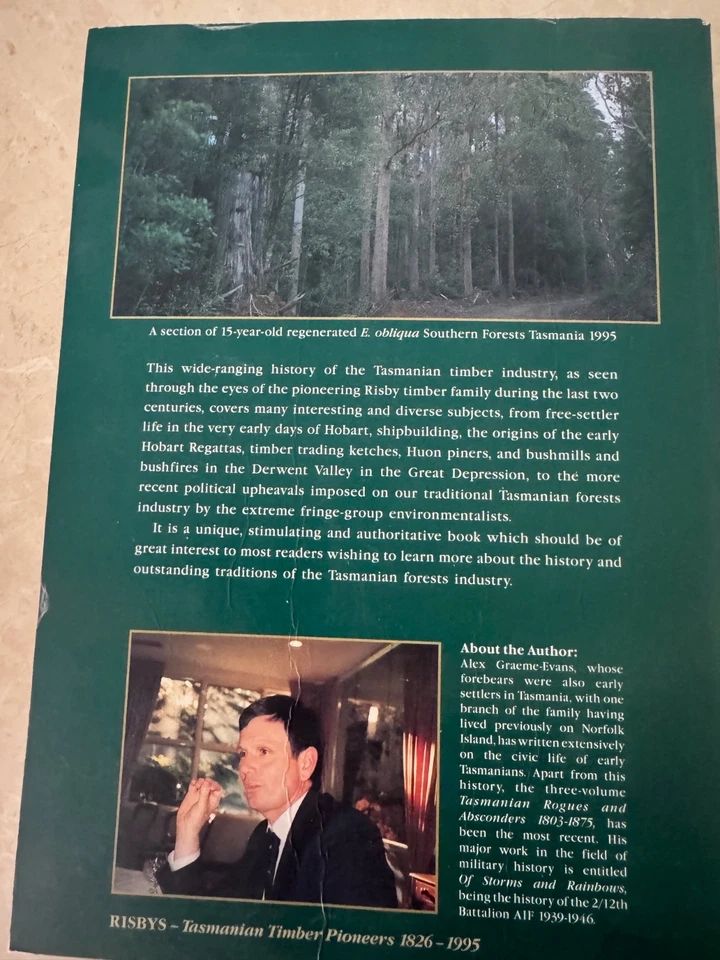 A section of 15-year-old regenerated E. obliqua Southern Forests Tasmania 1995
This wide-ranging history of the Tasmanian timber industry, as seen
through the eyes of the pioneering Risby timber family during the last two
centuries, covers many interesting and diverse subjects, from free-settler
life in the very early days of Hobart, shipbuilding, the origins of the early
Hobart Regattas, timber trading ketches, Huon piners, and bushmills and
bushfires in the Derwent Valley in the Great Depression, to the more
recent political upheavals imposed on our traditional Tasmanian forests
industry by the extreme fringe-group environmentalists.
It is a unique, stimulating and authoritative book which should be of
great interest to most readers wishing to learn more about the history and
outstanding traditions of the Tasmanian forests industry.
About the Author:
Alex Graeme-Evans, whose
forebears were also early
settlers in Tasmania, with one
branch of the family having
lived previously on Norfolk
Island, has written extensively
on the civic life of early
Tasmanians. Apart from this
history, the three-volume
Tasmanian Rogues and
Absconders 1803-1875, has
been the most recent. His
major work in the field of
military history is entitled
Of Storms and Rainbows,
being the history of the 2/12th
Battalion AIF 1939-1946.
RISBYS – Tasmanian Timber Pioneers 1826–1995